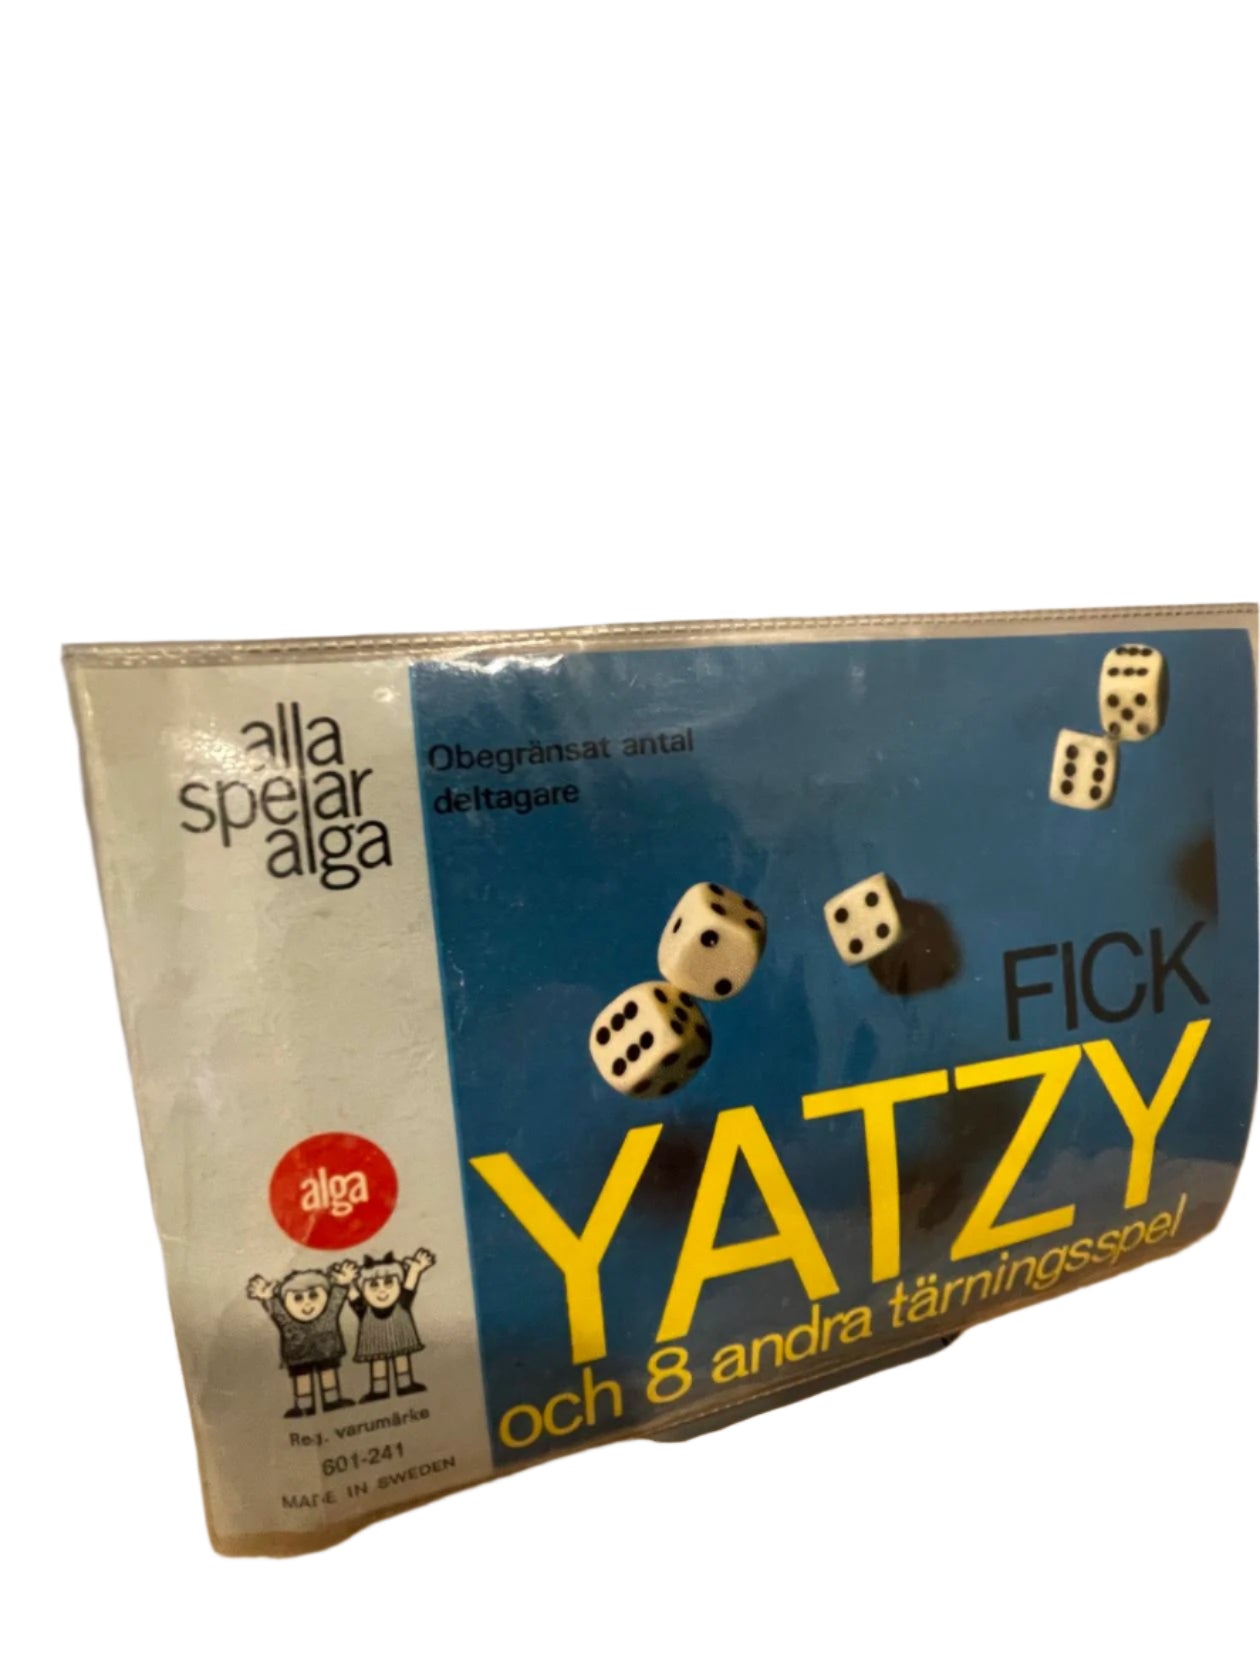 alla
spelar
alga
Obegränsat antal
deltagare
FICK
YATZY
och 8 andra tärningsspel
alga
Reg. varumärke
601-241
MADE IN SWEDEN